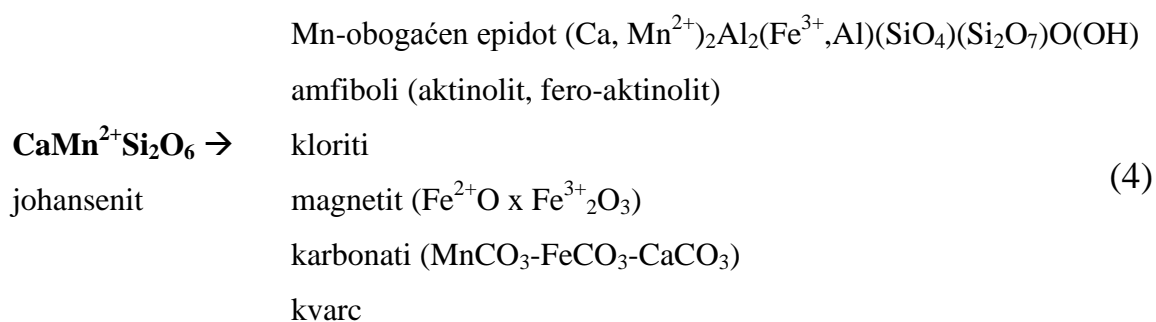 Mn-obogaćen epidot (Ca, Mn²⁺)₂Al₂(Fe³⁺,Al)(SiO₄)(Si₂O₇)O(OH)
amfiboli (aktinolit, fero-aktinolit)
CaMn²⁺Si₂O₆ → kloriti
(4)
johansenit magnetit (Fe²⁺O x Fe³⁺₂O₃)
karbonati (MnCO₃-FeCO₃-CaCO₃)
kvarc